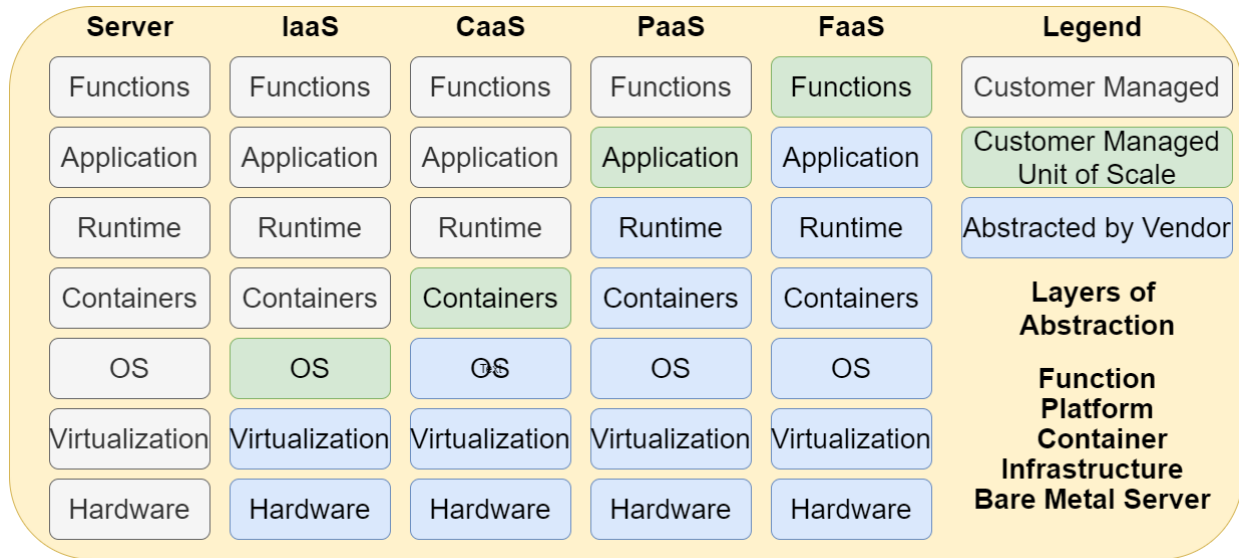 Server IaaS CaaS PaaS FaaS Legend
Functions Functions Functions Functions Functions Customer Managed
Application Application Application Application Application Customer Managed
Unit of Scale
Runtime Runtime Runtime Runtime Runtime Abstracted by Vendor
Containers Containers Containers Containers Containers Layers of
Abstraction
OS OS OS OS OS
Text
Function
Platform
Virtualization Virtualization Virtualization Virtualization Virtualization Container
Infrastructure
Hardware Hardware Hardware Hardware Hardware Bare Metal Server